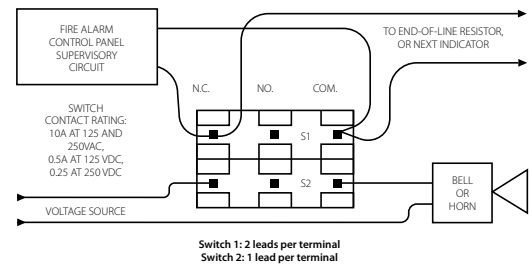 FIRE ALARM
CONTROL PANEL
SUPERVISORY
CIRCUIT
TO END-OF-LINE RESISTOR,
OR NEXT INDICATOR
N.C.
NO.
COM.
SWITCH
CONTACT RATING:
10A AT 125 AND
250VAC,
0.5A AT 125 VDC,
0.25 AT 250 VDC
S1
S2
BELL
OR
HORN
VOLTAGE SOURCE
Switch 1: 2 leads per terminal
Switch 2: 1 lead per terminal